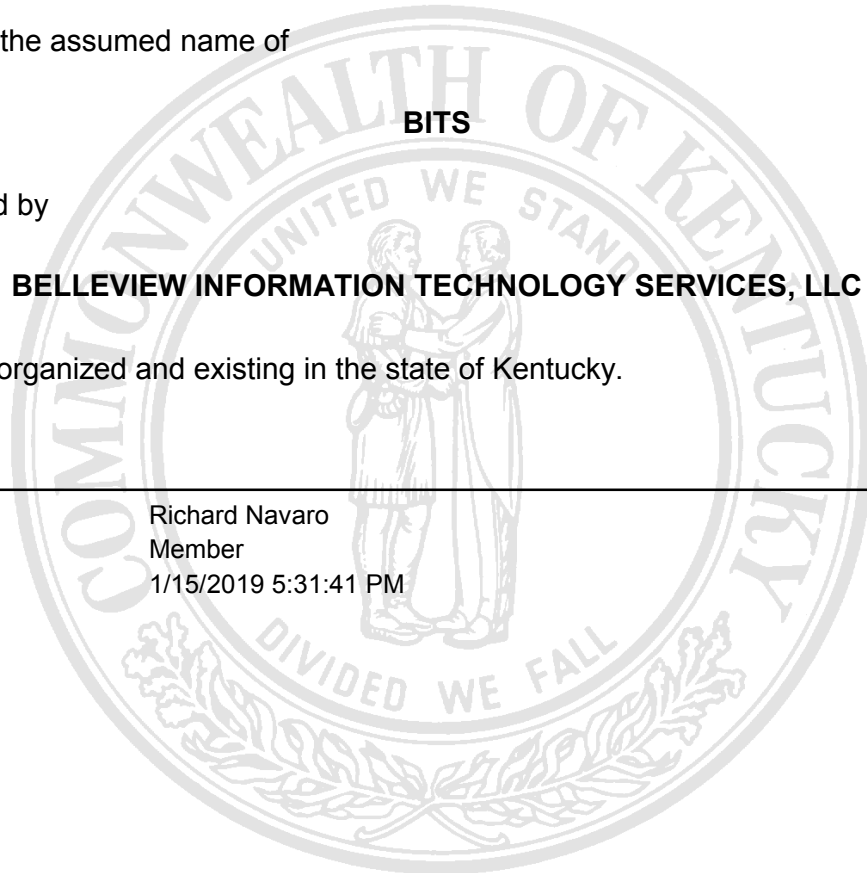 the assumed name of
BITS
d by
BELLEVIEW INFORMATION TECHNOLOGY SERVICES, LLC
organized and existing in the state of Kentucky.
Richard Navaro
Member
1/15/2019 5:31:41 PM
COMMONWEALTH OF KENTUCKY
UNITED WE STAND
DIVIDED WE FALL